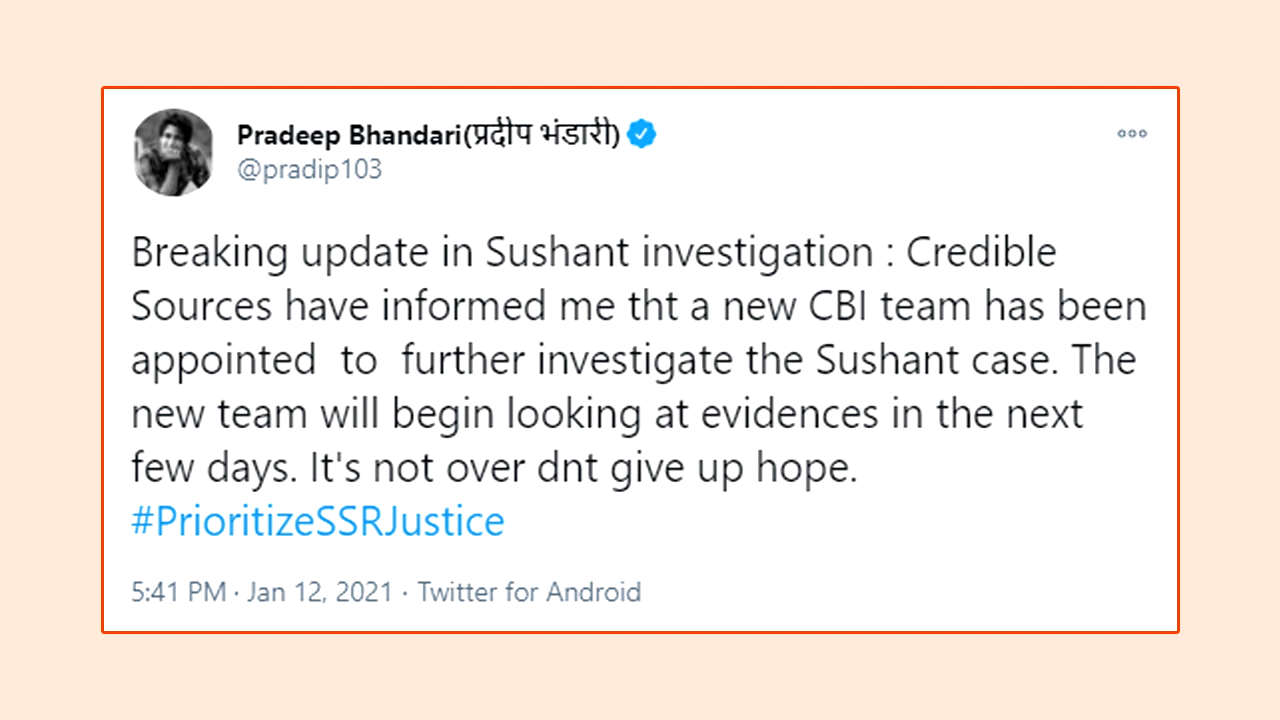 Pradeep Bhandari(प्रदीप भंडारी)
@pradip103
Breaking update in Sushant investigation : Credible
Sources have informed me tht a new CBI team has been
appointed  to  further investigate the Sushant case. The
new team will begin looking at evidences in the next
few days. It's not over dnt give up hope.
#PrioritizeSSRJustice
5:41 PM · Jan 12, 2021 · Twitter for Android